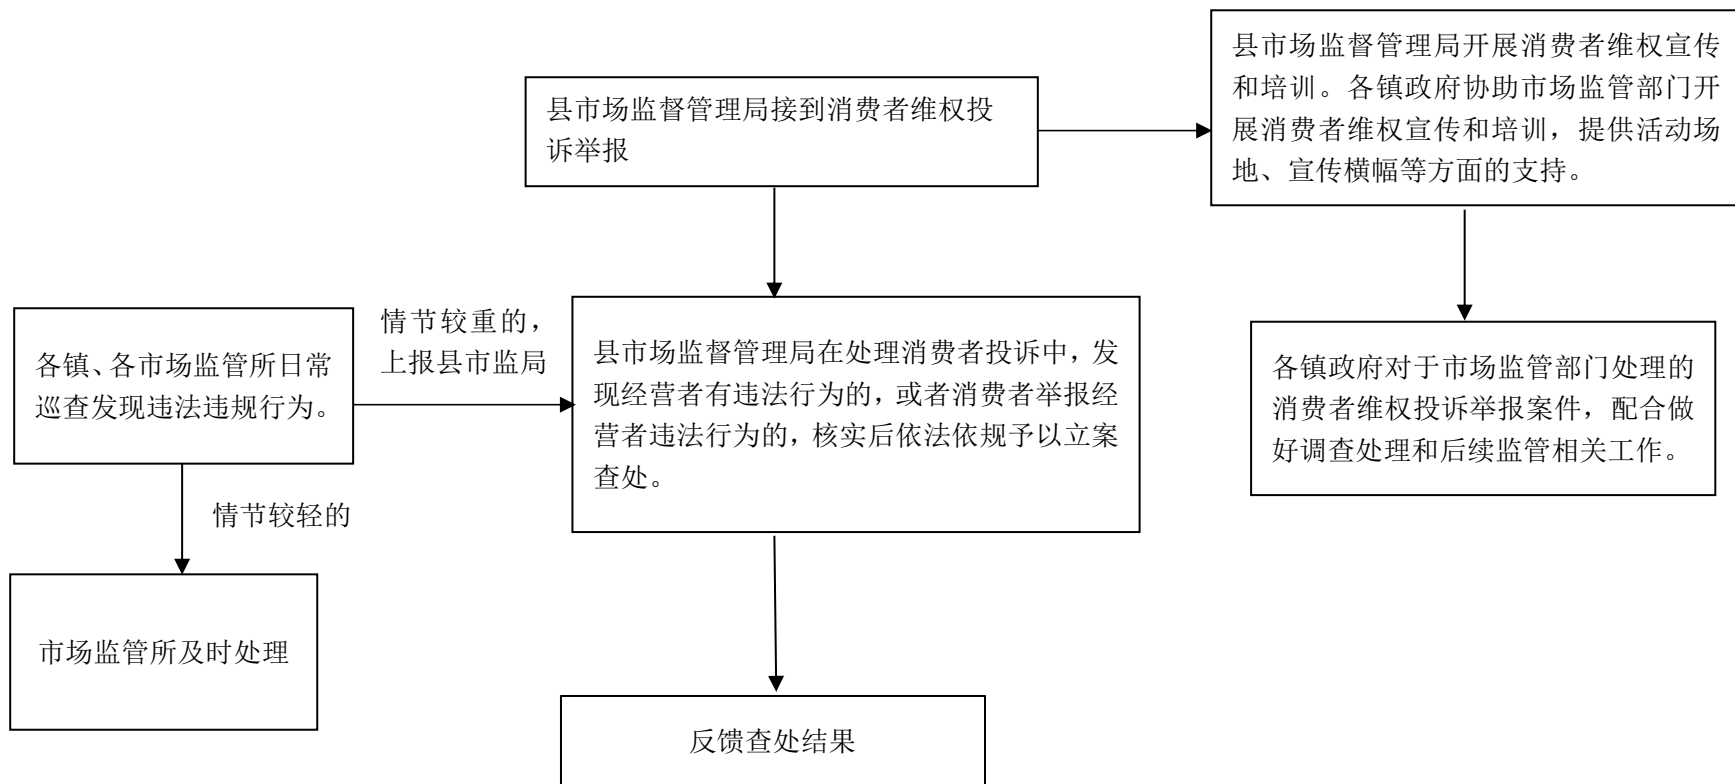 县市场监督管理局开展消费者维权宣传
和培训。各镇政府协助市场监管部门开
展消费者维权宣传和培训，提供活动场
地、宣传横幅等方面的支持。
县市场监督管理局接到消费者维权投
诉举报
情节较重的，
上报县市监局
各镇、各市场监管所日常
巡查发现违法违规行为。
县市场监督管理局在处理消费者投诉中，发
现经营者有违法行为的，或者消费者举报经
营者违法行为的，核实后依法依规予以立案
查处。
各镇政府对于市场监管部门处理的
消费者维权投诉举报案件，配合做
好调查处理和后续监管相关工作。
情节较轻的
市场监管所及时处理
反馈查处结果